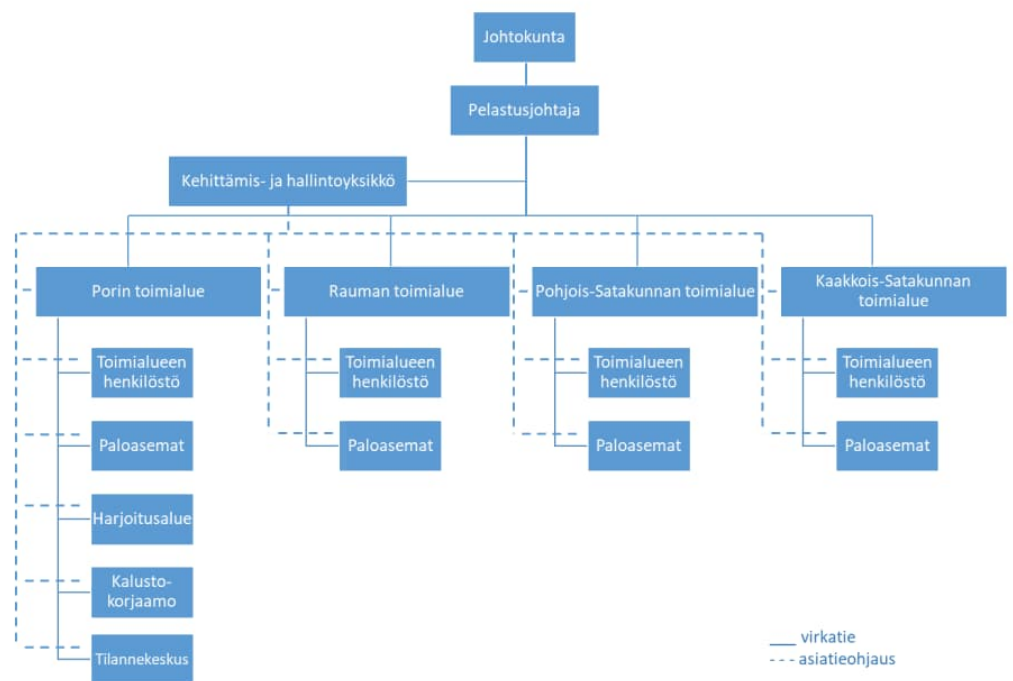 Johtokunta
Pelastusjohtaja
Kehittämis- ja hallintoyksikkö
Porin toimialue
Rauman toimialue
Pohjois-Satakunnan toimialue
Kaakkois-Satakunnan
toimialue
Toimialueen
henkilöstö
Toimialueen
henkilöstö
Toimialueen
henkilöstö
Toimialueen
henkilöstö
Paloasemat
Paloasemat
Paloasemat
Paloasemat
Harjoitusalue
Kalusto-
korjaamo
Tilannekeskus
virkatie
asiatieohjaus